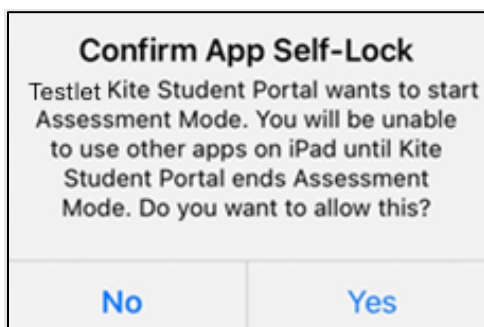 Confirm App Self-Lock
Testlet Kite Student Portal wants to start
Assessment Mode. You will be unable
to use other apps on iPad until Kite
Student Portal ends Assessment
Mode. Do you want to allow this?
No Yes